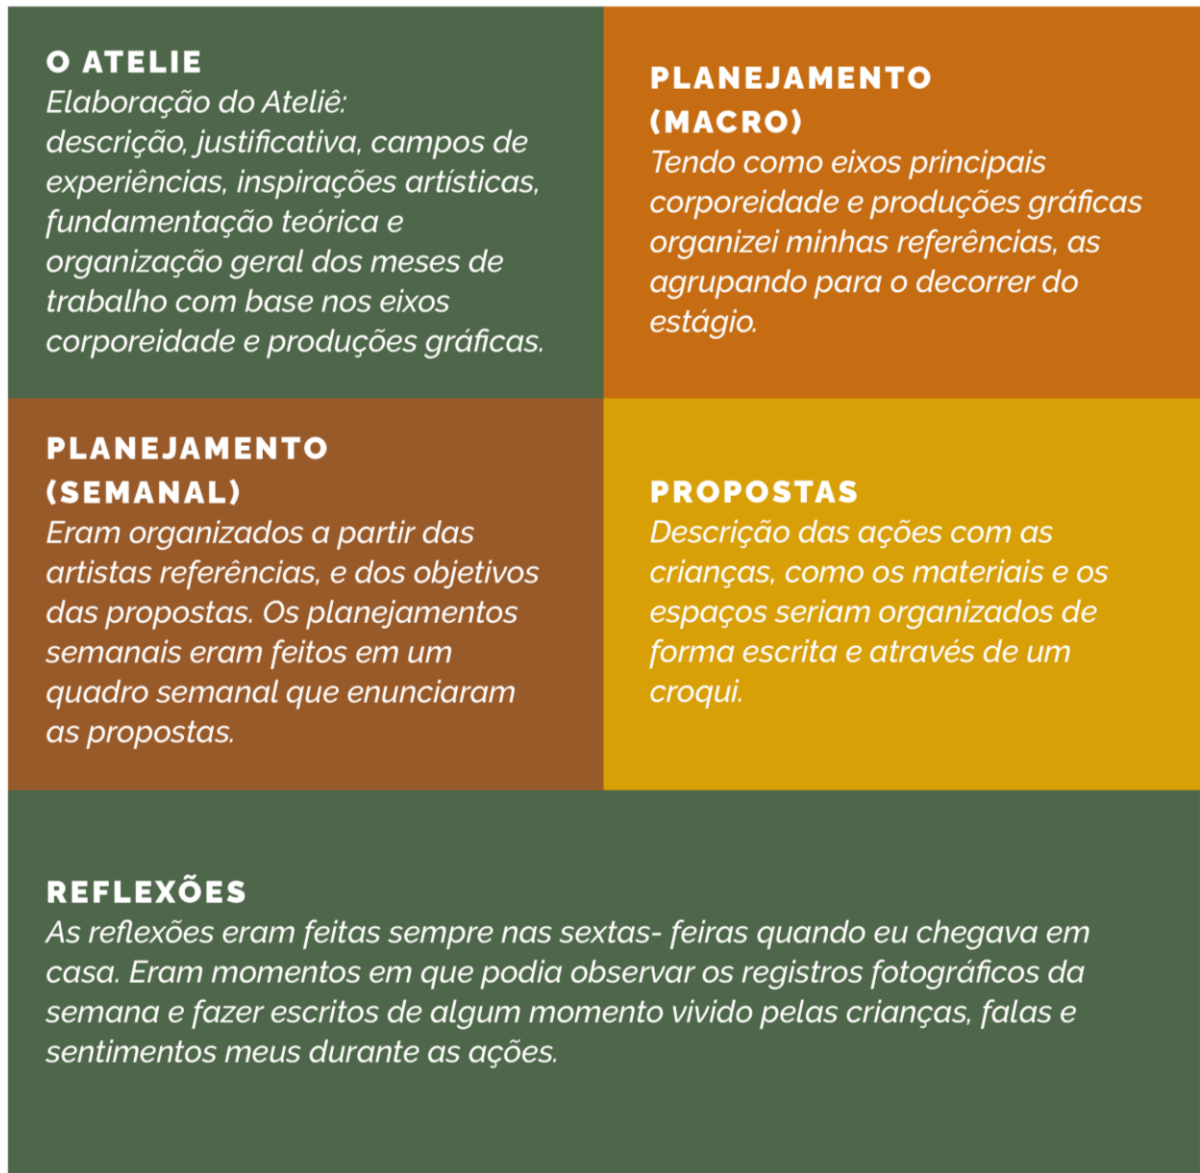 O ATELIE
Elaboração do Ateliê:
descrição, justificativa, campos de
experiências, inspirações artísticas,
fundamentação teórica e
organização geral dos meses de
trabalho com base nos eixos
corporeidade e produções gráficas.
PLANEJAMENTO
(MACRO)
Tendo como eixos principais
corporeidade e produções gráficas
organizei minhas referências, as
agrupando para o decorrer do
estágio.
PLANEJAMENTO
(SEMANAL)
Eram organizados a partir das
artistas referências, e dos objetivos
das propostas. Os planejamentos
semanais eram feitos em um
quadro semanal que enunciaram
as propostas.
PROPOSTAS
Descrição das ações com as
crianças, como os materiais e os
espaços seriam organizados de
forma escrita e através de um
croqui.
REFLEXÕES
As reflexões eram feitas sempre nas sextas- feiras quando eu chegava em
casa. Eram momentos em que podia observar os registros fotográficos da
semana e fazer escritos de algum momento vivido pelas crianças, falas e
sentimentos meus durante as ações.